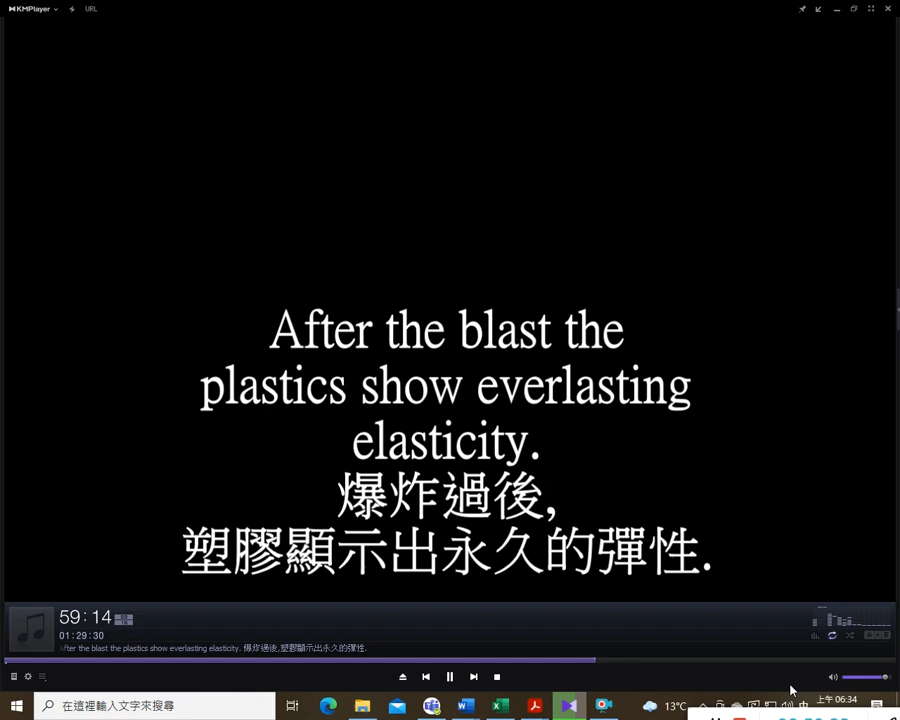 KMPlayer
URL
After the blast the
plastics show everlasting
elasticity.
爆炸過後,
塑膠顯示出永久的彈性.
59:14
01:29:30
After the blast the plastics show everlasting elasticity. 爆炸過後,塑膠顯示出永久的彈性.
在這裡輸入文字來搜尋
13°C
中
上午 06:34